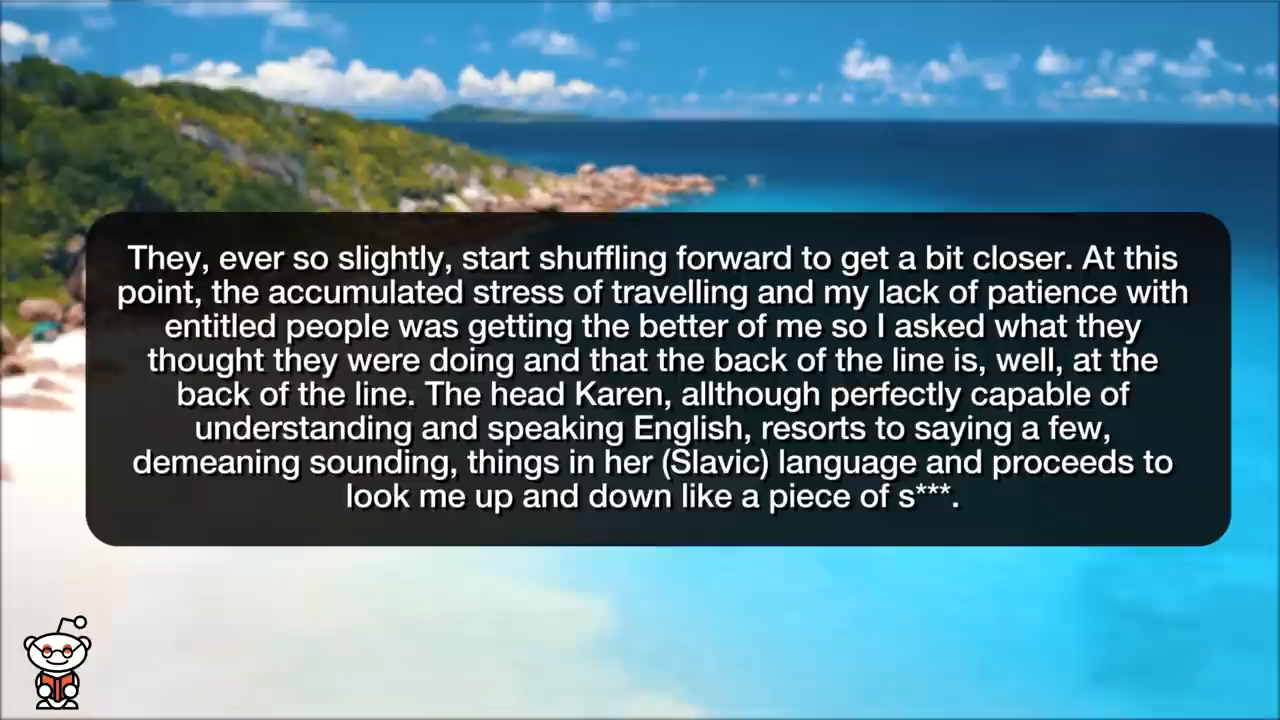 They, ever so slightly, start shuffling forward to get a bit closer. At this
point, the accumulated stress of travelling and my lack of patience with
entitled people was getting the better of me so I asked what they
thought they were doing and that the back of the line is, well, at the
back of the line. The head Karen, allthough perfectly capable of
understanding and speaking English, resorts to saying a few,
demeaning sounding, things in her (Slavic) language and proceeds to
look me up and down like a piece of s***.